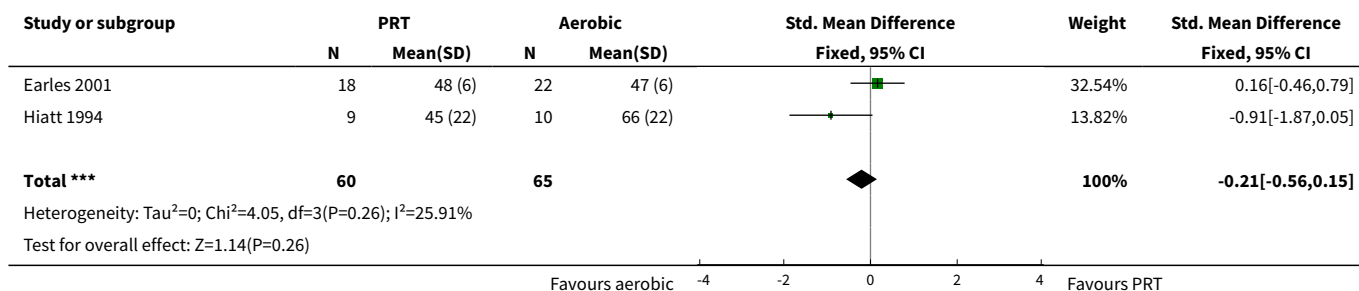 Study or subgroup PRT Aerobic Std. Mean Difference Weight Std. Mean Difference
N Mean(SD) N Mean(SD) Fixed, 95% CI Fixed, 95% CI
Earles 2001 18 48 (6) 22 47 (6) 32.54% 0.16[-0.46,0.79]
Hiatt 1994 9 45 (22) 10 66 (22) 13.82% -0.91[-1.87,0.05]
Total *** 60 65 100% -0.21[-0.56,0.15]
Heterogeneity: Tau²=0; Chi²=4.05, df=3(P=0.26); I²=25.91%
Test for overall effect: Z=1.14(P=0.26)
Favours aerobic -4 -2 0 2 4 Favours PRT